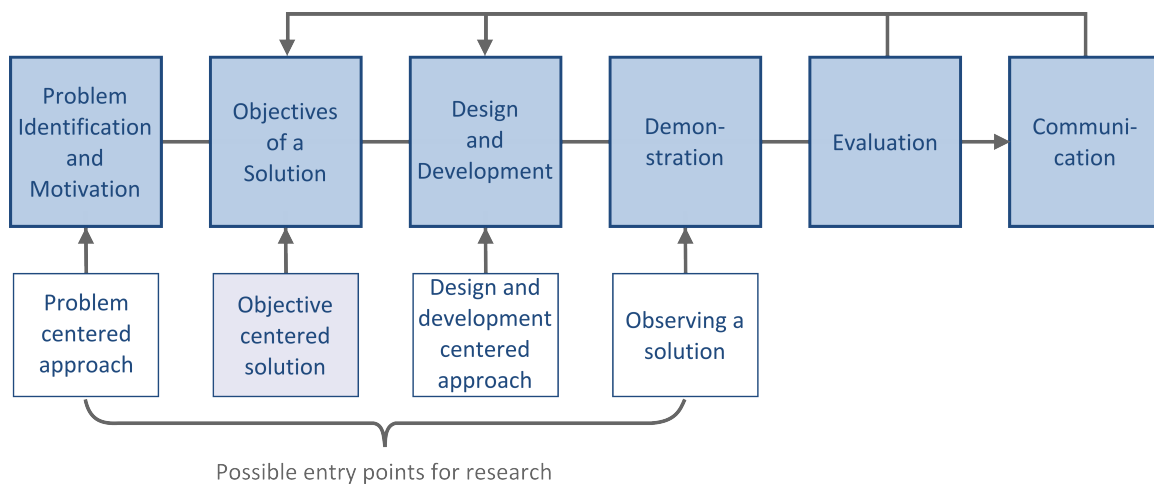 Problem
Identification
and
Motivation
Objectives
of a
Solution
Design
and
Development
Demon-
stration
Evaluation
Communi-
cation
Problem
centered
approach
Objective
centered
solution
Design and
development
centered
approach
Observing a
solution
Possible entry points for research